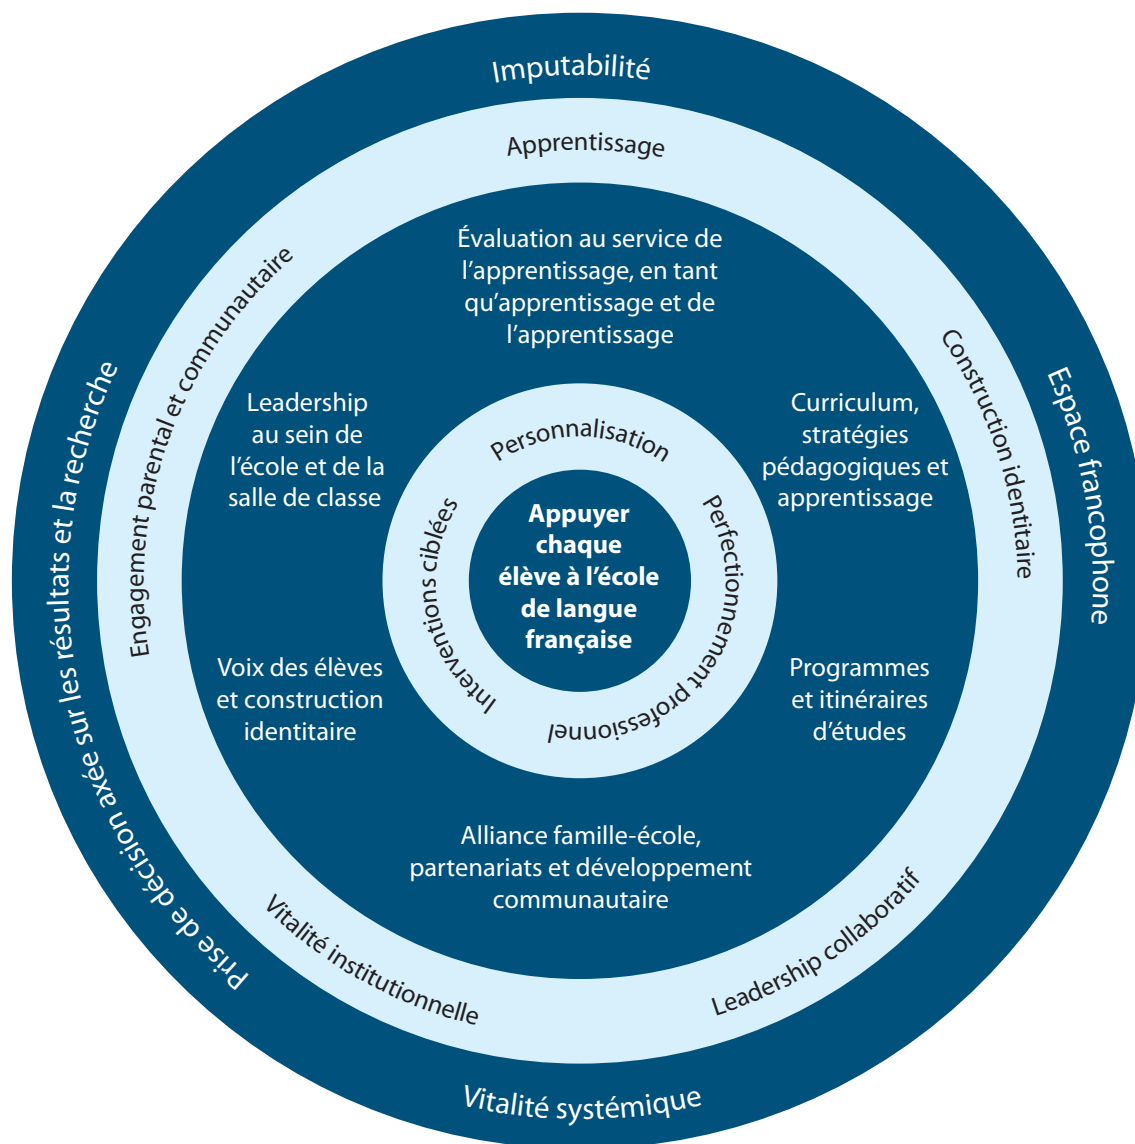 Imputabilité
Apprentissage
Évaluation au service de
l’apprentissage, en tant
qu’apprentissage et de
l’apprentissage
Engagement parental et communautaire
Construction identitaire
Espace francophone
Prise de décision axée sur les résultats et la recherche
Leadership
au sein de
l’école et de la
salle de classe
Curriculum,
stratégies
pédagogiques et
apprentissage
Personnalisation
Interventions ciblées
Perfectionnement professionnel
Appuyer
chaque
élève à l’école
de langue
française
Voix des élèves
et construction
identitaire
Programmes
et itinéraires
d’études
Alliance famille-école,
partenariats et développement
communautaire
Vitalité institutionnelle
Leadership collaboratif
Vitalité systémique